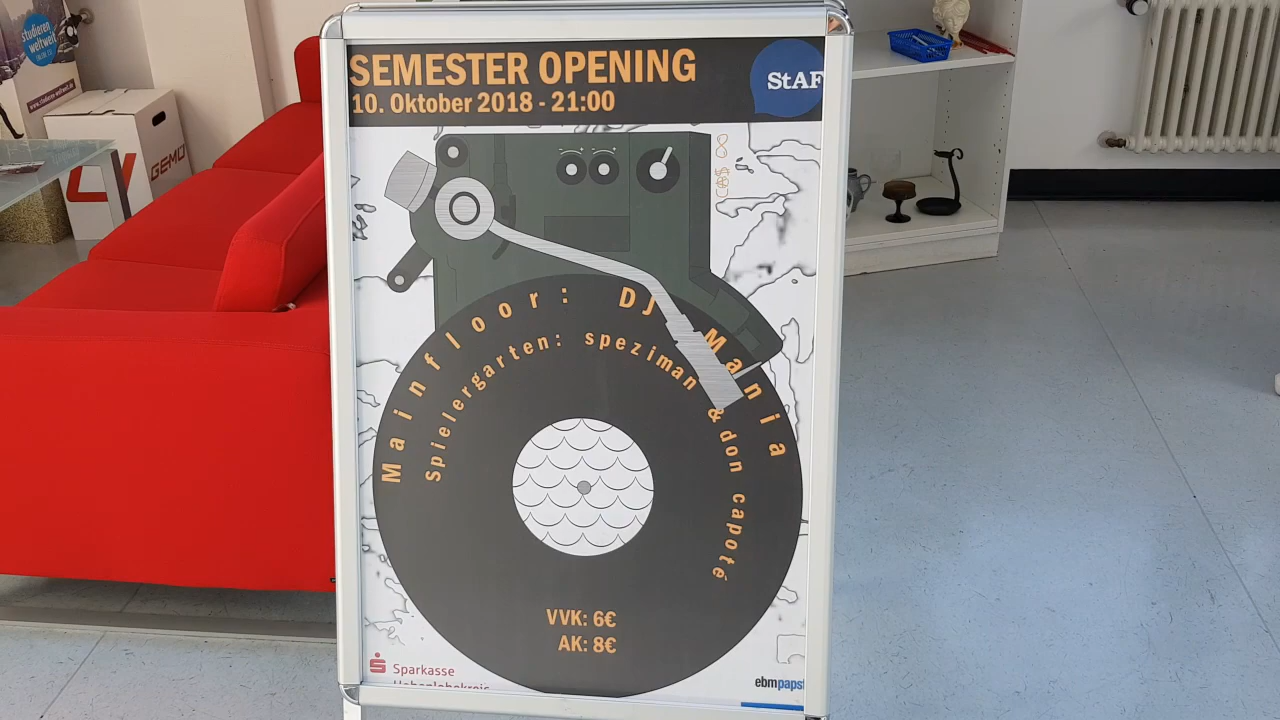 SEMESTER OPENING
10. Oktober 2018 - 21:00
StAF
Mainfloor: DJ Mania
Spielergarten: speziman & don capoté
VVK: 6€
AK: 8€
Sparkasse
Hohenlohekreis
ebmpapst
studieren
weltweit
GEMO